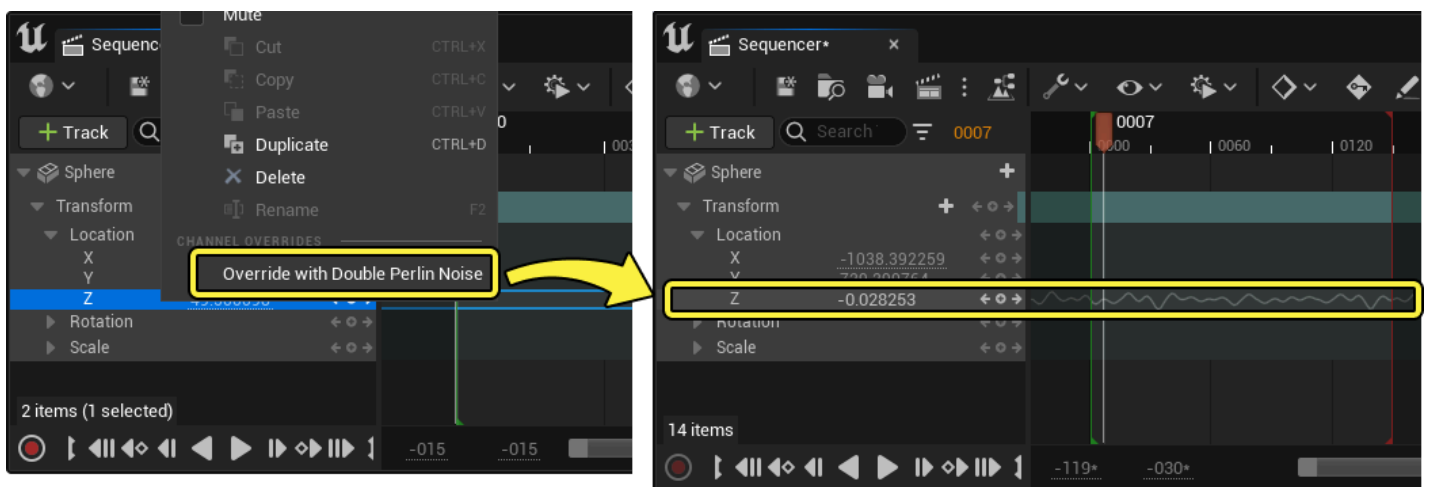 Sequenc
Mute
Cut CTRL+X
Copy CTRL+C
Paste CTRL+V
Duplicate CTRL+D
Delete
Rename F2
CHANNEL OVERRIDES
Override with Double Perlin Noise
+ Track
Sphere
Transform
Location
X
Y
Z
Rotation
Scale
2 items (1 selected)
-015 -015
Sequencer*
+ Track Search 0007
0007
0060 0120
Sphere
Transform
Location
X -1038.392259
Y
Z -0.028253
Rotation
Scale
14 items
-119* -030*